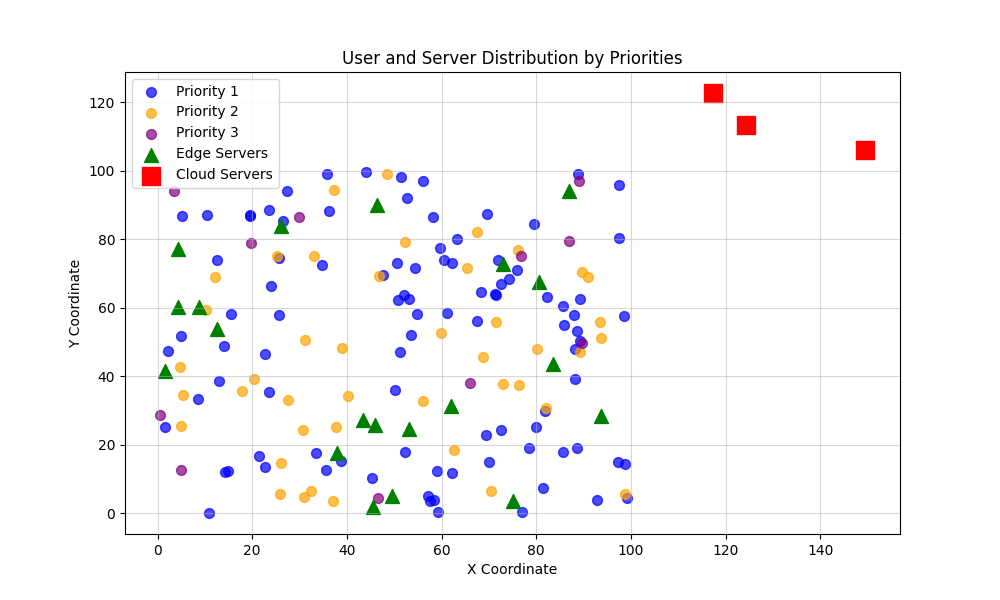 User and Server Distribution by Priorities
Priority 1
Priority 2
Priority 3
Edge Servers
Cloud Servers
Y Coordinate
120
100
80
60
40
20
0
0 20 40 60 80 100 120 140
X Coordinate